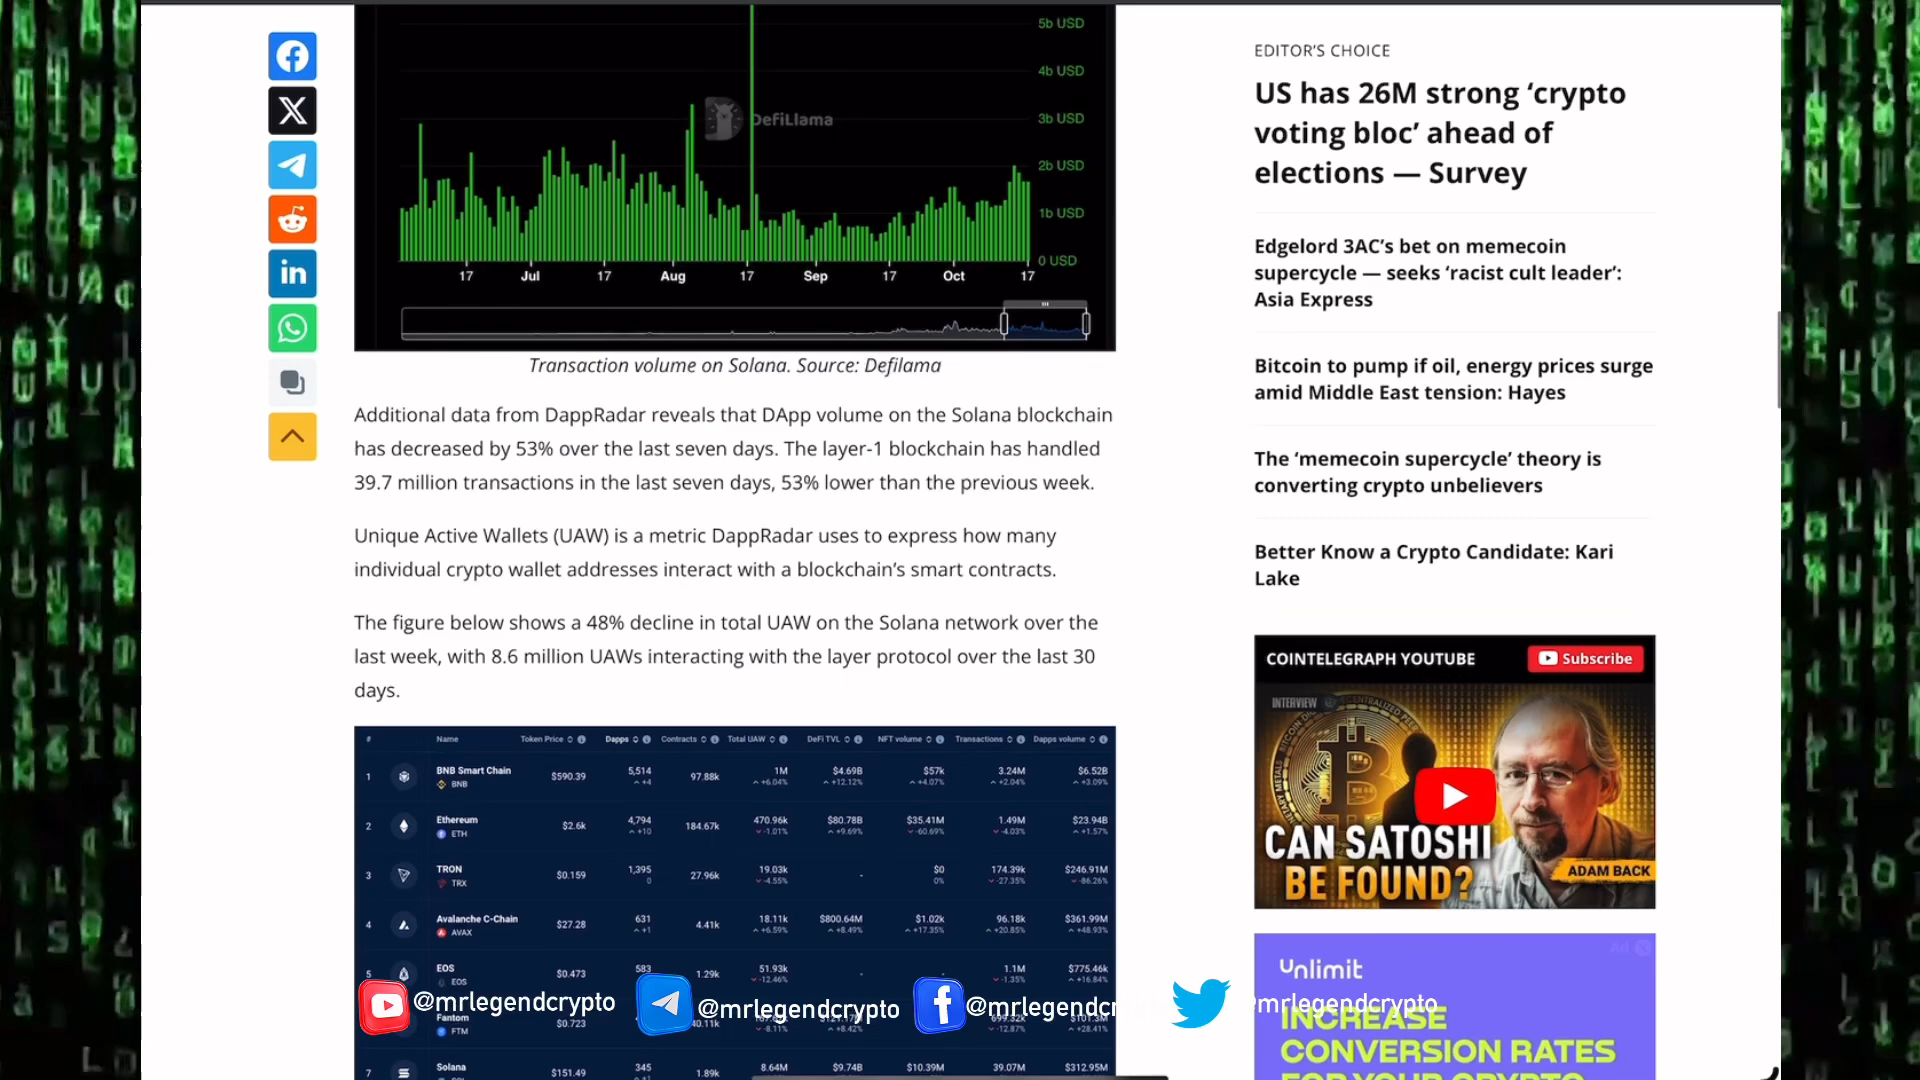 5b USD
4b USD
3b USD
2b USD
1b USD
0 USD
DefiLlama
17 Jul 17 Aug 17 Sep 17 Oct 17
Transaction volume on Solana. Source: Defilama
Additional data from DappRadar reveals that DApp volume on the Solana blockchain
has decreased by 53% over the last seven days. The layer-1 blockchain has handled
39.7 million transactions in the last seven days, 53% lower than the previous week.
Unique Active Wallets (UAW) is a metric DappRadar uses to express how many
individual crypto wallet addresses interact with a blockchain's smart contracts.
The figure below shows a 48% decline in total UAW on the Solana network over the
last week, with 8.6 million UAWs interacting with the layer protocol over the last 30
days.
# Name Token Price Dapps Contracts Total UAW DeFi TVL NFT volume Transactions Dapps volume
1 BNB Smart Chain $590.39 5,514 97.88k 1M $4.69B $57k 3.24M $6.52B
BNB +4 +6.04% +12.12% +4.07% +2.04% +3.09%
2 Ethereum $2.6k 4,794 184.67k 470.96k $80.78B $35.41M 1.49M $23.94B
ETH +10 -1.01% +9.69% -60.69% -4.03% +1.57%
3 TRON $0.159 1,395 27.96k 19.03k - $0 174.39k $246.91M
TRX 0 -4.55% 0% -27.35% -86.26%
4 Avalanche C-Chain $27.28 631 4.41k 18.11k $800.64M $1.02k 96.18k $361.99M
AVAX +1 +6.59% +8.49% +17.35% +20.85% +48.93%
5 EOS $0.473 583 1.29k 51.93k - - 1.1M $775.46k
EOS -12.46% -1.35% +16.84%
Fantom $0.723
FTM -8.11% +8.42% -12.87% +28.41%
7 Solana $151.49 345 1.89k 8.64M $9.74B $10.39M 39.07M $312.95M
@mrlegendcrypto
@mrlegendcrypto
@mrlegendcr
@mrlegendcrypto
EDITOR'S CHOICE
US has 26M strong ‘crypto
voting bloc’ ahead of
elections — Survey
Edgelord 3AC’s bet on memecoin
supercycle — seeks ‘racist cult leader’:
Asia Express
Bitcoin to pump if oil, energy prices surge
amid Middle East tension: Hayes
The ‘memecoin supercycle’ theory is
converting crypto unbelievers
Better Know a Crypto Candidate: Kari
Lake
COINTELEGRAPH YOUTUBE
Subscribe
INTERVIEW
CAN SATOSHI
BE FOUND?
ADAM BACK
Ad
Unlimit
INCREASE
CONVERSION RATES
FOR YOUR CRYPTO